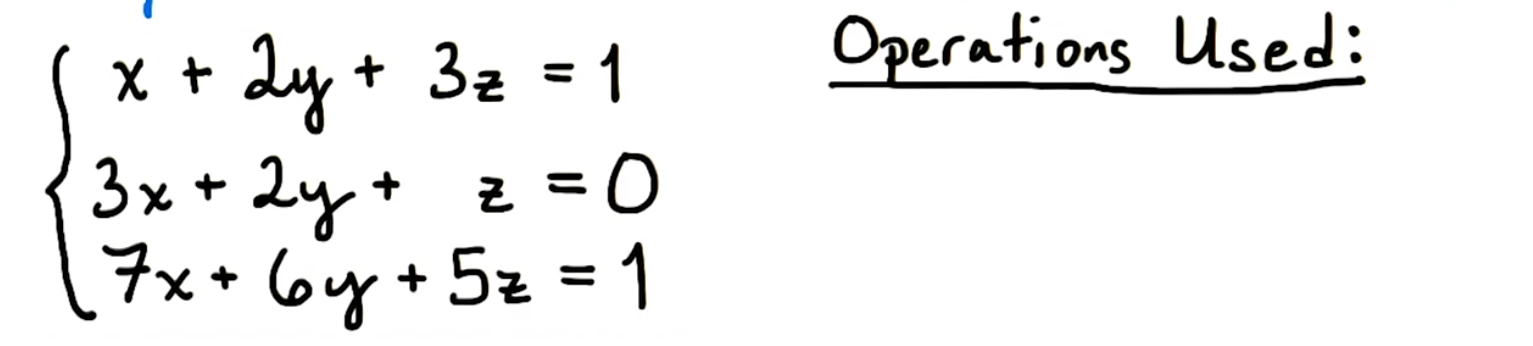 x + 2y + 3z = 1
3x + 2y + z = 0
7x + 6y + 5z = 1
Operations Used: